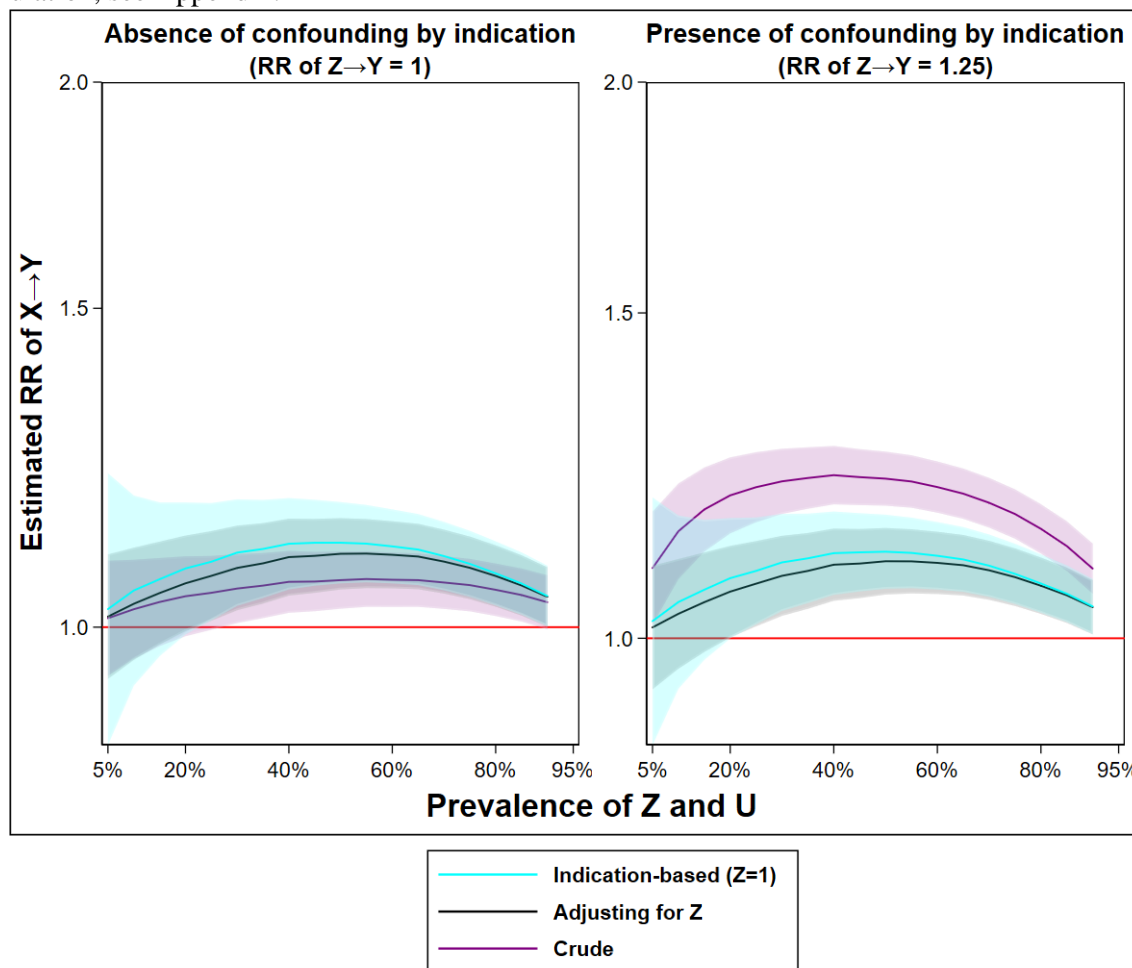 Absence of confounding by indication
(RR of Z→Y = 1)
Presence of confounding by indication
(RR of Z→Y = 1.25)
Estimated RR of X→Y
2.0
1.5
1.0
5%
20%
40%
60%
80%
95%
2.0
1.5
1.0
5%
20%
40%
60%
80%
95%
Prevalence of Z and U
Indication-based (Z=1)
Adjusting for Z
Crude